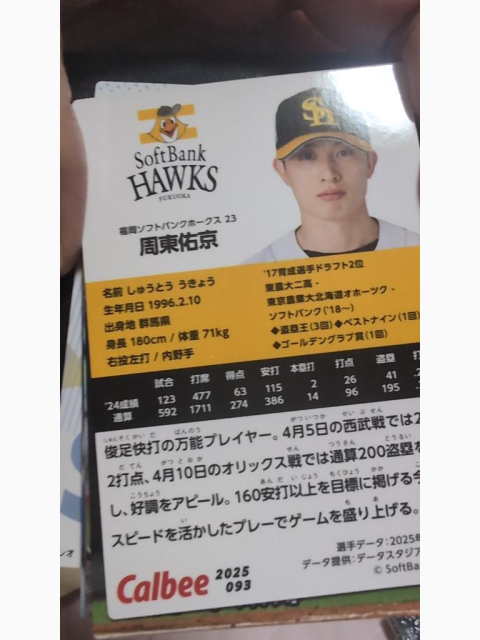 SoftBank
HAWKS
FUKUOKA
福岡ソフトバンクホークス 23
周東佑京
名前 しゅうとう うきょう
生年月日 1996.2.10
出身地 群馬県
身長 180cm / 体重 71kg
右投左打 / 内野手
'17育成選手ドラフト2位
東農大二高 -
東京農業大北海道オホーツク -
ソフトバンク('18~)
◆盗塁王(3回)◆ベストナイン(1回)
◆ゴールデングラブ賞(1回)
試合 打席 得点 安打 本塁打 打点 盗塁 打
'24成績 123 477 63 115 2 26 41 .2
通算 592 1711 274 386 14 96 195 .
俊足快打の万能プレイヤー。4月5日の西武戦では2
2打点、4月10日のオリックス戦では通算200盗塁を
し、好調をアピール。160安打以上を目標に掲げる今
スピードを活かしたプレーでゲームを盛り上げる。
選手データ:2025年
データ提供:データスタジア
© SoftBa
Calbee 2025
093